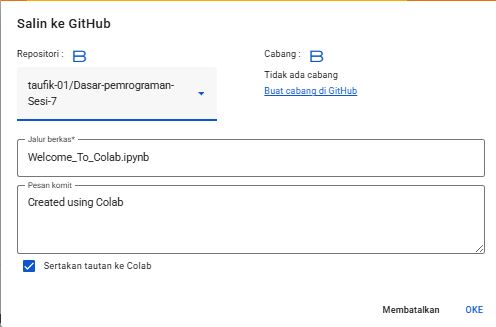 Salin ke GitHub
Repositori :
Cabang :
taufik-01/Dasar-pemrograman-
Sesi-7
Tidak ada cabang
Buat cabang di GitHub
Jalur berkas*
Welcome_To_Colab.ipynb
Pesan komit
Created using Colab
Sertakan tautan ke Colab
Membatalkan
OKE